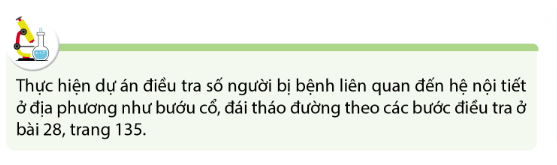 Thực hiện dự án điều tra số người bị bệnh liên quan đến hệ nội tiết
ở địa phương như bướu cổ, đái tháo đường theo các bước điều tra ở
bài 28, trang 135.